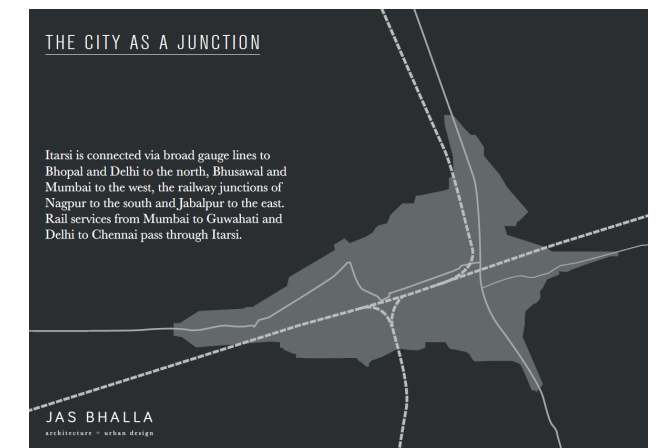 THE CITY AS A JUNCTION
Itarsi is connected via broad gauge lines to
Bhopal and Delhi to the north, Bhusawal and
Mumbai to the west, the railway junctions of
Nagpur to the south and Jabalpur to the east.
Rail services from Mumbai to Guwahati and
Delhi to Chennai pass through Itarsi.
JAS BHALLA
architecture + urban design